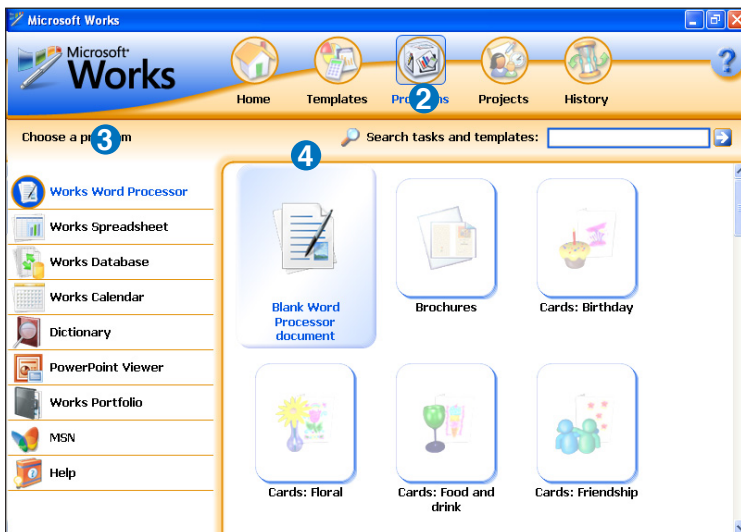 Microsoft Works
Microsoft®
Works
Home Templates Programs Projects History
?
2
Choose a program
3
Search tasks and templates:
4
Works Word Processor
Works Spreadsheet
Works Database
Works Calendar
Dictionary
PowerPoint Viewer
Works Portfolio
MSN
Help
Blank Word
Processor
document
Brochures
Cards: Birthday
Cards: Floral
Cards: Food and
drink
Cards: Friendship